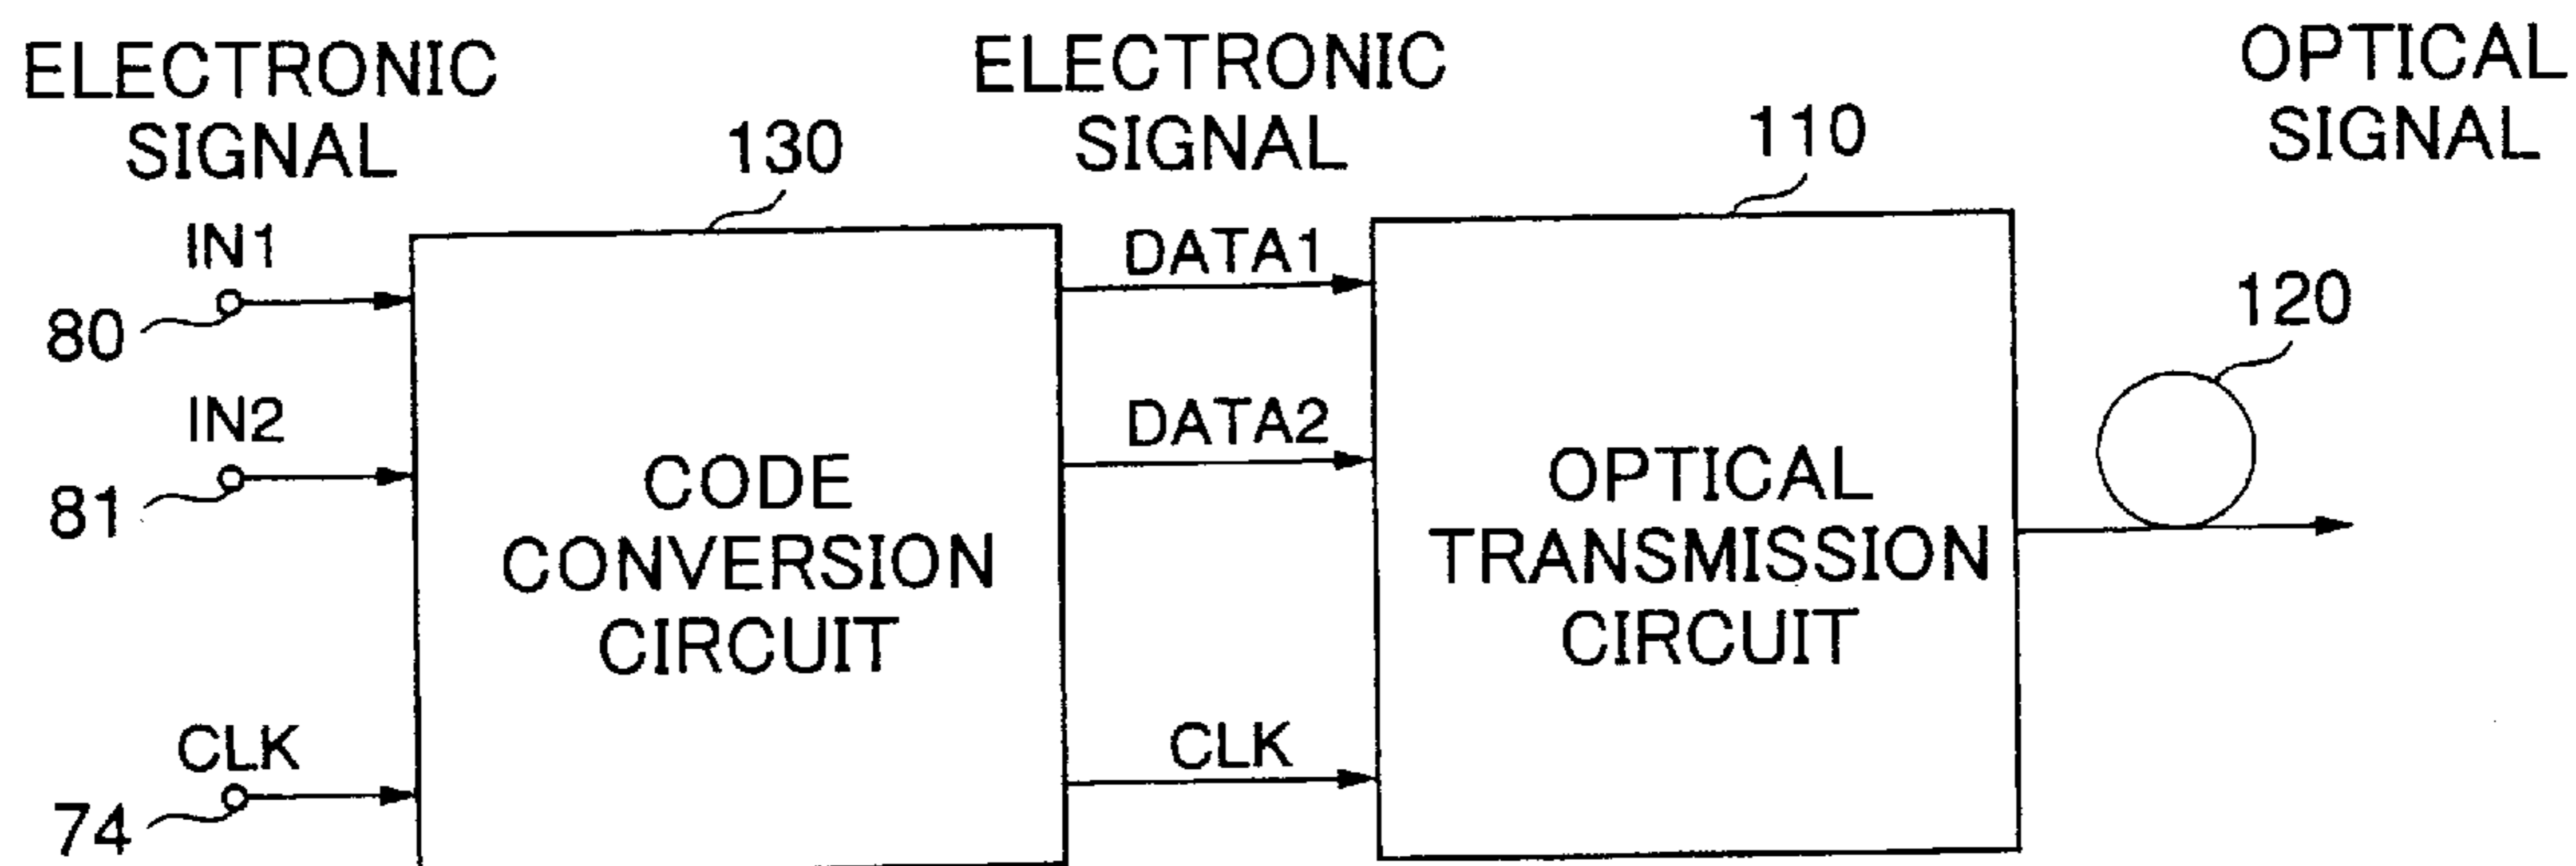 ELECTRONIC
SIGNAL
ELECTRONIC
SIGNAL
OPTICAL
SIGNAL
130
110
IN1
80
IN2
81
CLK
74
CODE
CONVERSION
CIRCUIT
DATA1
DATA2
CLK
OPTICAL
TRANSMISSION
CIRCUIT
120